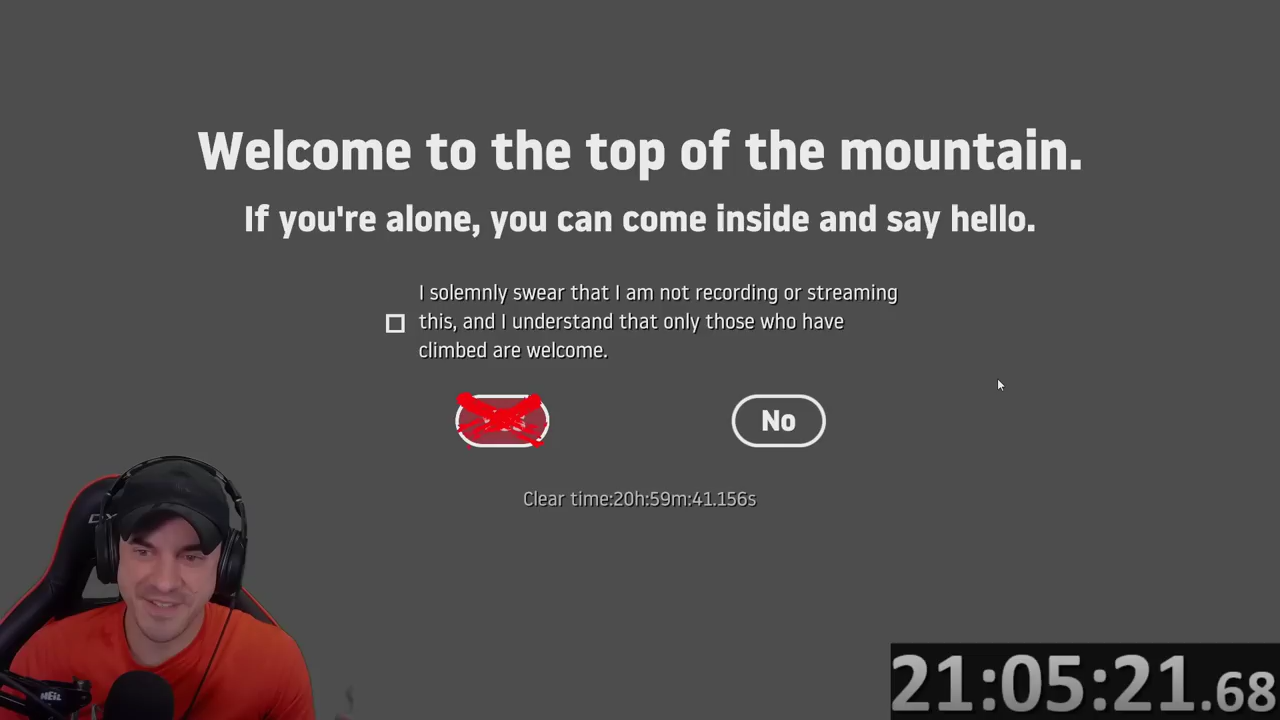 Welcome to the top of the mountain.
If you're alone, you can come inside and say hello.
I solemnly swear that I am not recording or streaming
this, and I understand that only those who have
climbed are welcome.
No
Clear time:20h:59m:41.156s
21:05:21.68